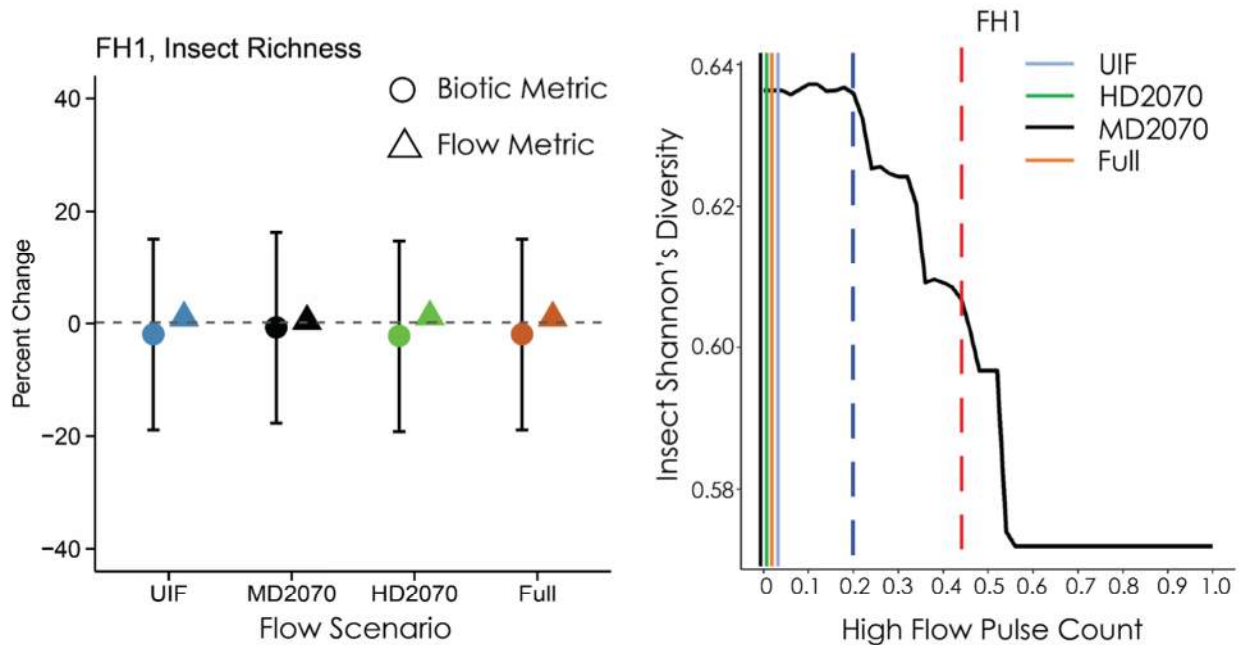 FH1, Insect Richness
Biotic Metric
Flow Metric
40
20
0
−20
−40
Percent Change
UIF
MD2070
HD2070
Full
Flow Scenario
FH1
UIF
HD2070
MD2070
Full
0.64
0.62
0.60
0.58
Insect Shannon's Diversity
0 0.1 0.2 0.3 0.4 0.5 0.6 0.7 0.8 0.9 1.0
High Flow Pulse Count